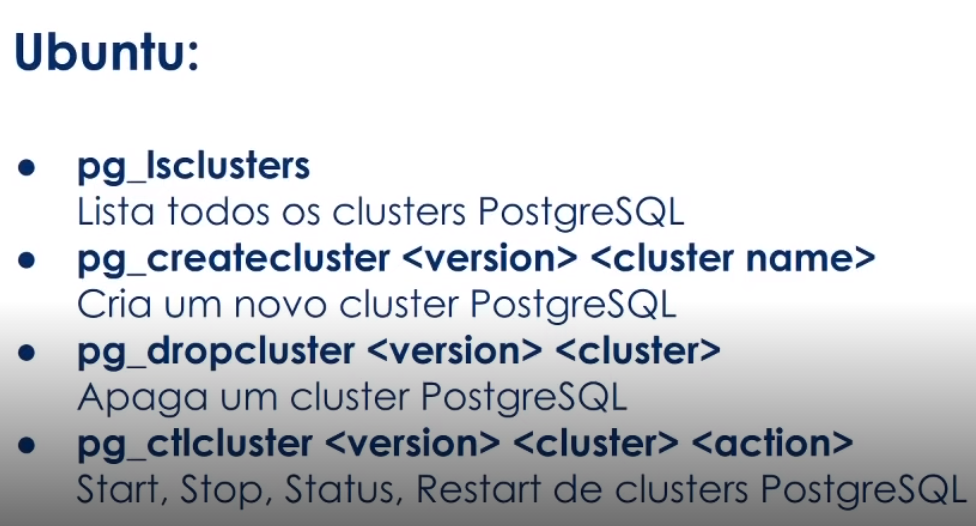 Ubuntu:
● pg_lsclusters
Lista todos os clusters PostgreSQL
● pg_createcluster <version> <cluster name>
Cria um novo cluster PostgreSQL
● pg_dropcluster <version> <cluster>
Apaga um cluster PostgreSQL
● pg_ctlcluster <version> <cluster> <action>
Start, Stop, Status, Restart de clusters PostgreSQL